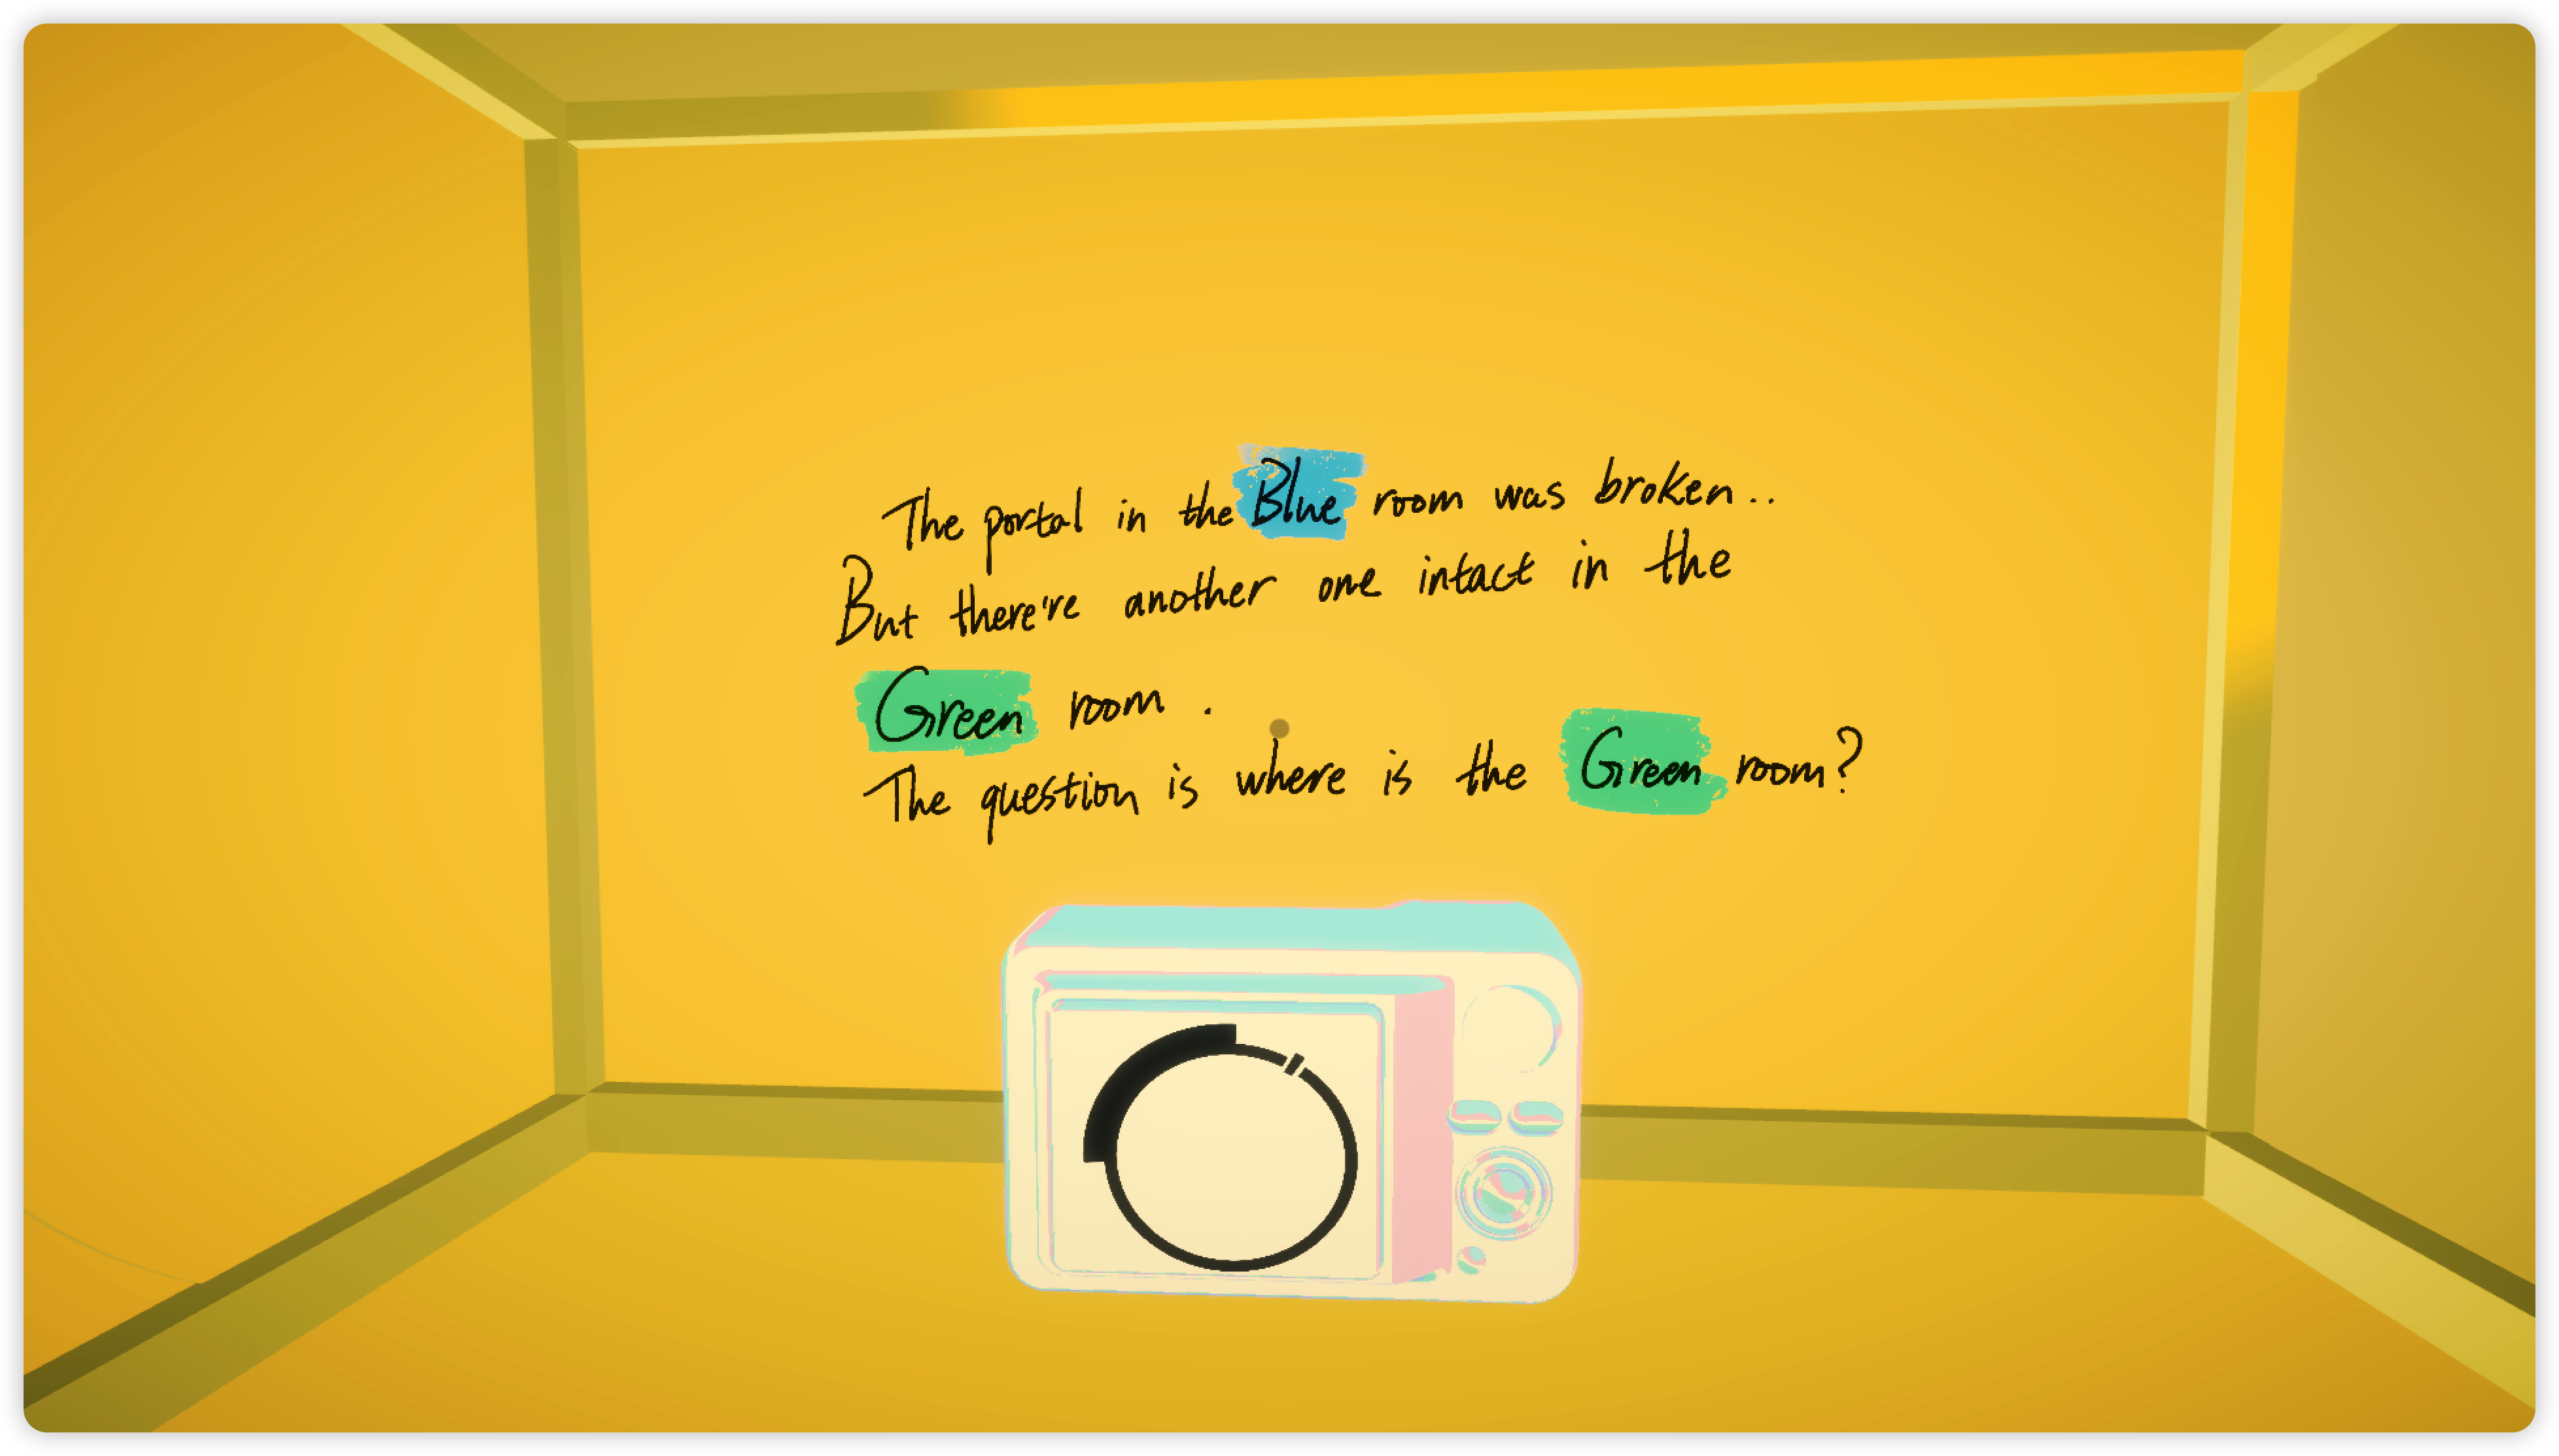 The portal in the Blue room was broken..
But there're another one intact in the
Green room.
The question is where is the Green room?